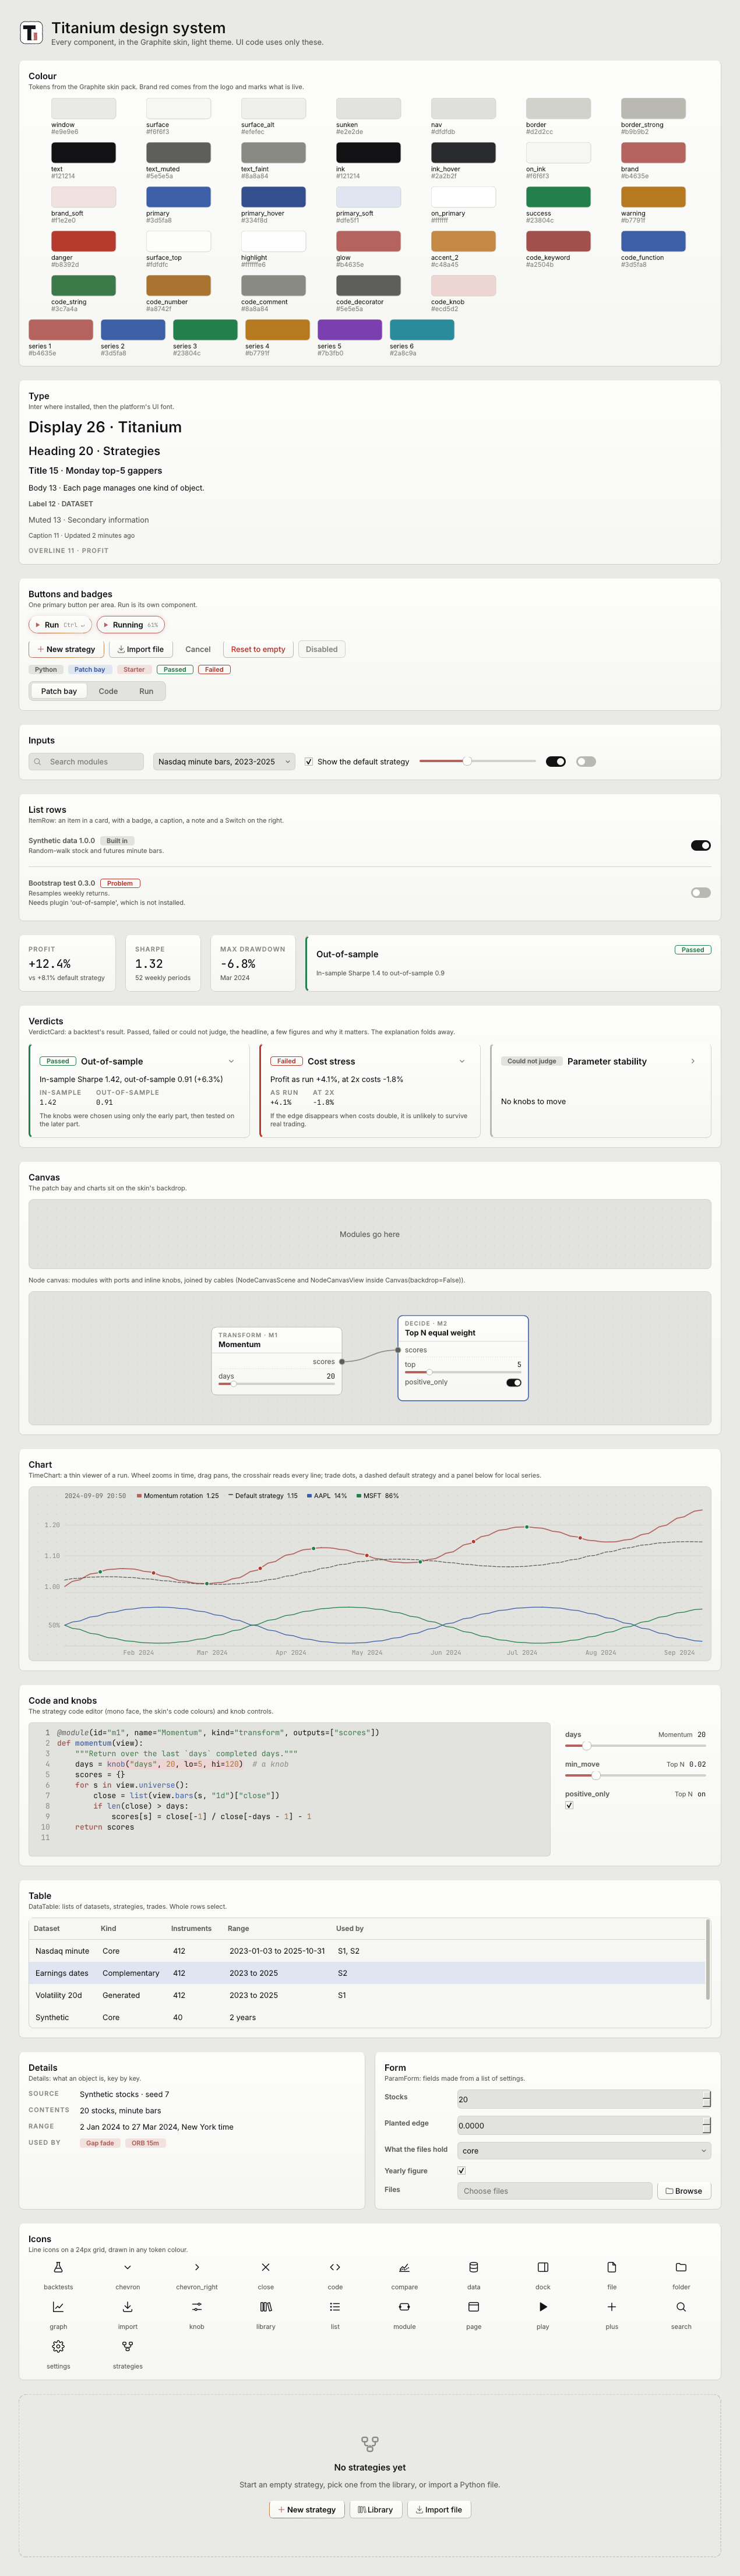 Titanium design system
Every component, in the Graphite skin, light theme. UI code uses only these.
Colour
Tokens from the Graphite skin pack. Brand red comes from the logo and marks what is live.
window surface surface_alt sunken nav border border_strong
#e9e9e6 #f6f6f3 #efefec #e2e2de #dfdfdb #d2d2cc #b9b9b2
text text_muted text_faint ink ink_hover on_ink brand
#121214 #5e5e5a #8a8a84 #121214 #2a2b2f #f6f6f3 #b4635e
brand_soft primary primary_hover primary_soft on_primary success warning
#f1e2e0 #3d5fa8 #334f8d #dfe5f1 #ffffff #23804c #b7791f
danger surface_top highlight glow accent_2 code_keyword code_function
#b8392d #fdfdfc #ffffffe6 #b4635e #c48a45 #a2504b #3d5fa8
code_string code_number code_comment code_decorator code_knob
#3c7a4a #a8742f #8a8a84 #5e5e5a #ecd5d2
series 1 series 2 series 3 series 4 series 5 series 6
#b4635e #3d5fa8 #23804c #b7791f #7b3fb0 #2a8c9a
Type
Inter where installed, then the platform's UI font.
Display 26 · Titanium
Heading 20 · Strategies
Title 15 · Monday top-5 gappers
Body 13 · Each page manages one kind of object.
Label 12 · DATASET
Muted 13 · Secondary information
Caption 11 · Updated 2 minutes ago
OVERLINE 11 · PROFIT
Buttons and badges
One primary button per area. Run is its own component.
Run Ctrl ↵ Running 61%
New strategy Import file Cancel Reset to empty Disabled
Python Patch bay Starter Passed Failed
Patch bay Code Run
Inputs
Search modules Nasdaq minute bars, 2023-2025 Show the default strategy
List rows
ItemRow: an item in a card, with a badge, a caption, a note and a Switch on the right.
Synthetic data 1.0.0 Built in
Random-walk stock and futures minute bars.
Bootstrap test 0.3.0 Problem
Resamples weekly returns.
Needs plugin 'out-of-sample', which is not installed.
PROFIT SHARPE MAX DRAWDOWN Out-of-sample Passed
+12.4% 1.32 -6.8%
vs +8.1% default strategy 52 weekly periods Mar 2024 In-sample Sharpe 1.4 to out-of-sample 0.9
Verdicts
VerdictCard: a backtest's result. Passed, failed or could not judge, the headline, a few figures and why it matters. The explanation folds away.
Passed Out-of-sample
In-sample Sharpe 1.42, out-of-sample 0.91 (+6.3%)
IN-SAMPLE OUT-OF-SAMPLE
1.42 0.91
The knobs were chosen using only the early part, then tested on
the later part.
Failed Cost stress
Profit as run +4.1%, at 2x costs -1.8%
AS RUN AT 2X
+4.1% -1.8%
If the edge disappears when costs double, it is unlikely to survive
real trading.
Could not judge Parameter stability
No knobs to move
Canvas
The patch bay and charts sit on the skin's backdrop.
Modules go here
Node canvas: modules with ports and inline knobs, joined by cables (NodeCanvasScene and NodeCanvasView inside Canvas(backdrop=False)).
TRANSFORM · M1
Momentum
scores
days 20
DECIDE · M2
Top N equal weight
scores
top 5
positive_only
Chart
TimeChart: a thin viewer of a run. Wheel zooms in time, drag pans, the crosshair reads every line; trade dots, a dashed default strategy and a panel below for local series.
2024-09-09 20:50 Momentum rotation 1.25 Default strategy 1.15 AAPL 14% MSFT 86%
1.20
1.10
1.00
50%
Feb 2024 Mar 2024 Apr 2024 May 2024 Jun 2024 Jul 2024 Aug 2024 Sep 2024
Code and knobs
The strategy code editor (mono face, the skin's code colours) and knob controls.
1 @module(id="m1", name="Momentum", kind="transform", outputs=["scores"])
2 def momentum(view):
3 """Return over the last `days` completed days."""
4 days = knob("days", 20, lo=5, hi=120) # a knob
5 scores = {}
6 for s in view.universe():
7 close = list(view.bars(s, "1d")["close"])
8 if len(close) > days:
9 scores[s] = close[-1] / close[-days - 1] - 1
10 return scores
11
days Momentum 20
min_move Top N 0.02
positive_only Top N on
Table
DataTable: lists of datasets, strategies, trades. Whole rows select.
Dataset Kind Instruments Range Used by
Nasdaq minute Core 412 2023-01-03 to 2025-10-31 S1, S2
Earnings dates Complementary 412 2023 to 2025 S2
Volatility 20d Generated 412 2023 to 2025 S1
Synthetic Core 40 2 years
Details
Details: what an object is, key by key.
SOURCE Synthetic stocks · seed 7
CONTENTS 20 stocks, minute bars
RANGE 2 Jan 2024 to 27 Mar 2024, New York time
USED BY Gap fade ORB 15m
Form
ParamForm: fields made from a list of settings.
Stocks 20
Planted edge 0.0000
What the files hold core
Yearly figure
Files Choose files Browse
Icons
Line icons on a 24px grid, drawn in any token colour.
backtests chevron chevron_right close code compare data dock file folder
graph import knob library list module page play plus search
settings strategies
No strategies yet
Start an empty strategy, pick one from the library, or import a Python file.
New strategy Library Import file